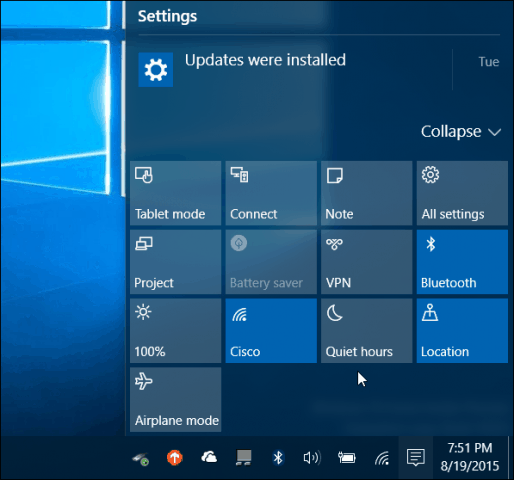 Settings
Updates were installed
Tue
Collapse
Tablet mode
Connect
Note
All settings
Project
Battery saver
VPN
Bluetooth
100%
Cisco
Quiet hours
Location
Airplane mode
7:51 PM
8/19/2015